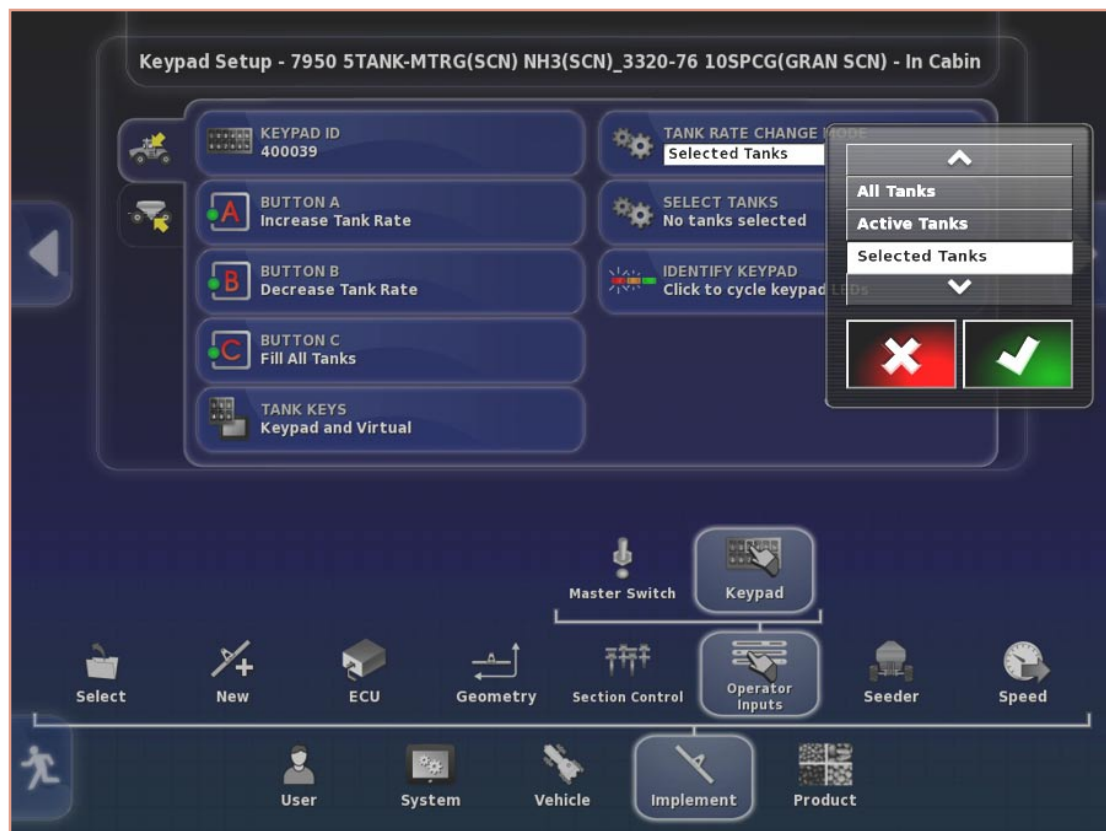 Keypad Setup - 7950 5TANK-MTRG(SCN) NH3(SCN)_3320-76 10SPCG(GRAN SCN) - In Cabin
KEYPAD ID
400039
BUTTON A
Increase Tank Rate
BUTTON B
Decrease Tank Rate
BUTTON C
Fill All Tanks
TANK KEYS
Keypad and Virtual
TANK RATE CHANGE MODE
Selected Tanks
SELECT TANKS
No tanks selected
IDENTIFY KEYPAD
Click to cycle keypad LEDs
All Tanks
Active Tanks
Selected Tanks
A
B
C
Master Switch
Keypad
Select
New
ECU
Geometry
Section Control
Operator
Inputs
Seeder
Speed
User
System
Vehicle
Implement
Product